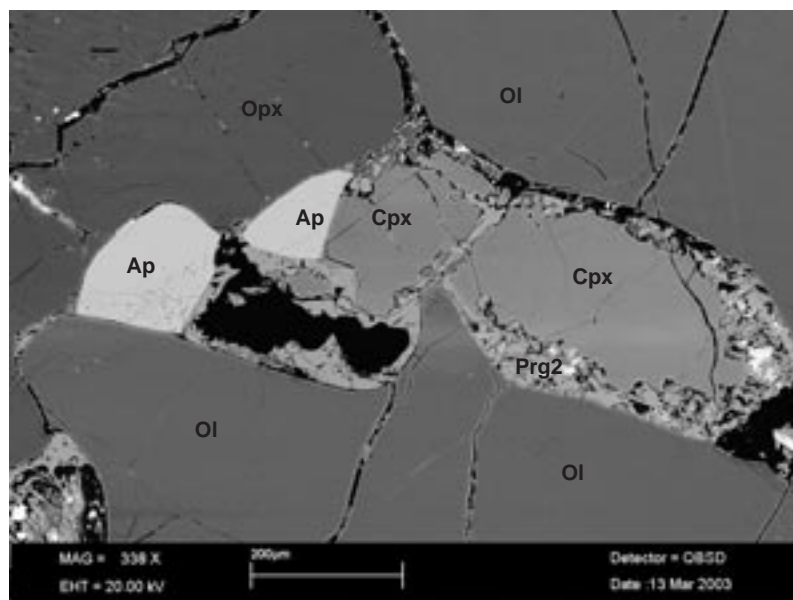 Opx
Ol
Ap
Cpx
Ap
Cpx
Prg2
Ol
Ol
MAG = 338 X
200µm
Detector = QBSD
EHT = 20.00 kV
Date :13 Mar 2003